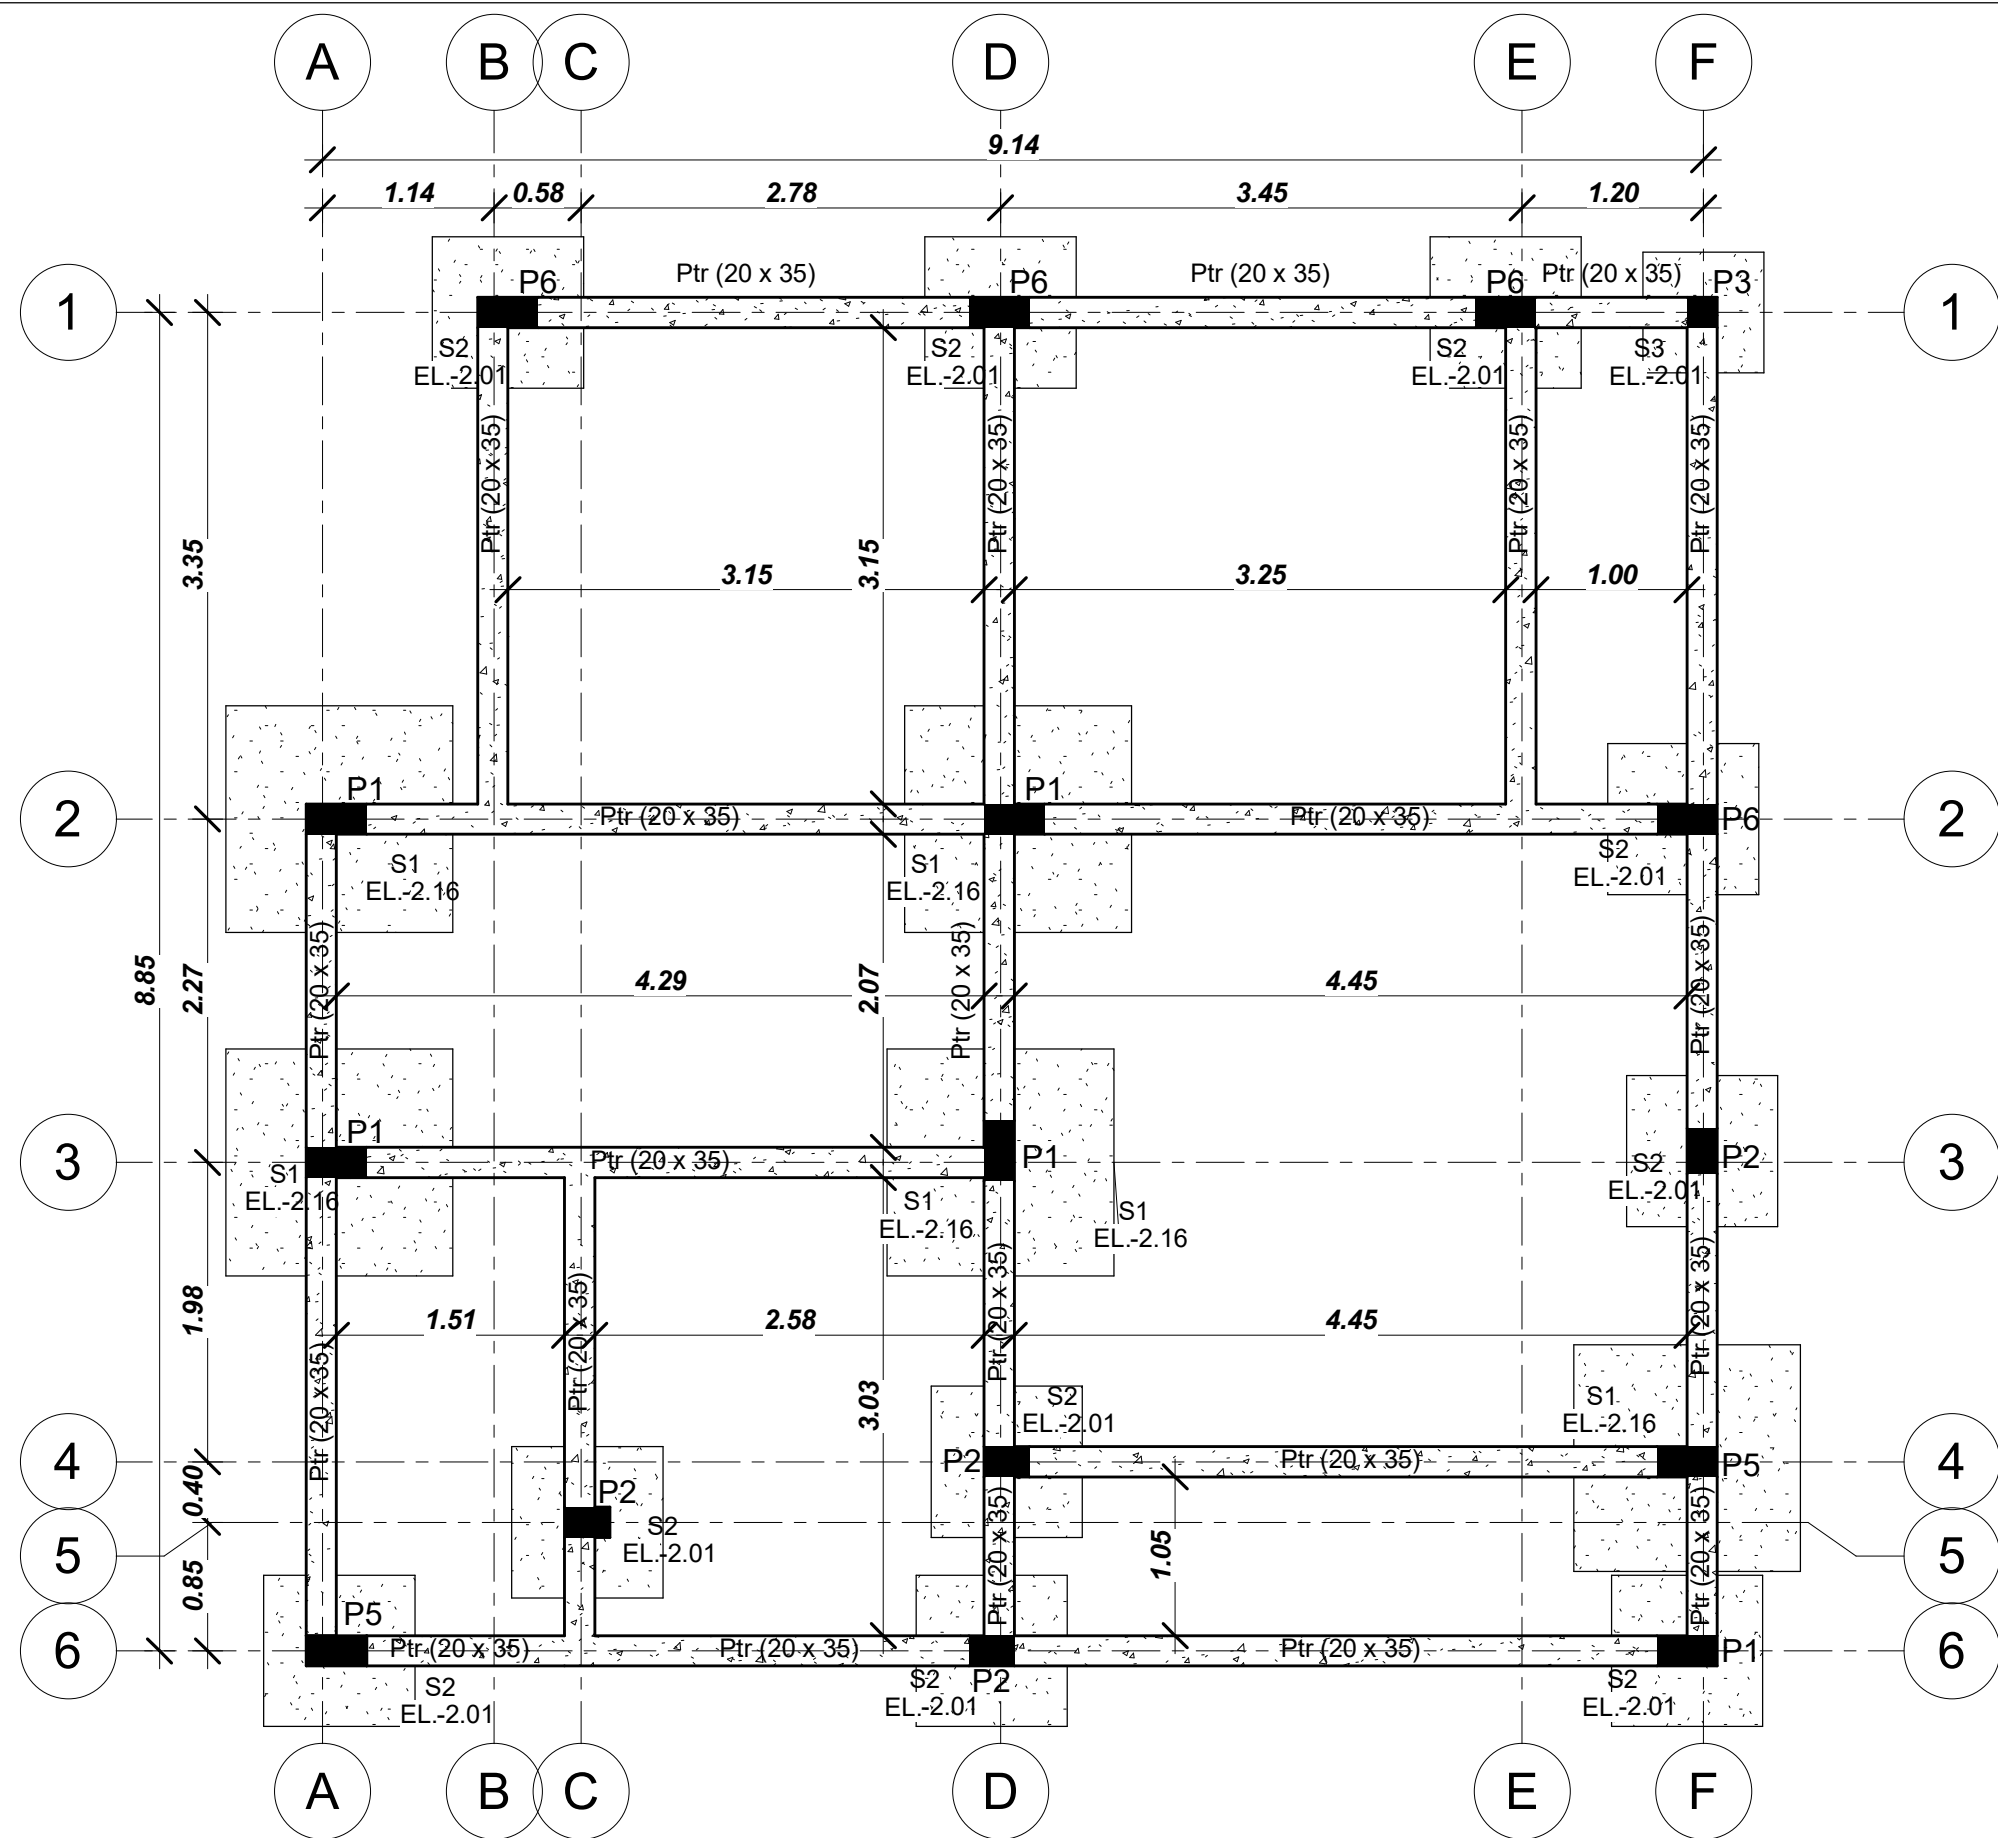 A B C D E F
9.14
1.14 0.58 2.78 3.45 1.20
Ptr (20 x 35) Ptr (20 x 35) Ptr (20 x 35)
P6 P6 P6 P3
1 1
S2 S2 S2 S3
EL.-2.01 EL.-2.01 EL.-2.01 EL.-2.01
Ptr (20 x 35) Ptr (20 x 35) Ptr (20 x 35) Ptr (20 x 35)
3.35 3.15
3.15 3.25 1.00
P1 P1
2 Ptr (20 x 35) Ptr (20 x 35) P6 2
S2
EL.-2.01
S1 S1
EL.-2.16 EL.-2.16
Ptr (20 x 35) Ptr (20 x 35) Ptr (20 x 35)
8.85 2.27 2.07
4.29 4.45
P1
3 Ptr (20 x 35) P1 P2 3
S1 S2
EL.-2.16 EL.-2.01
S1 S1
EL.-2.16 EL.-2.16
Ptr (20 x 35) Ptr (20 x 35) Ptr (20 x 35) Ptr (20 x 35)
1.98
1.51 2.58 4.45
3.03
S2 S1
EL.-2.01 EL.-2.16
4 P2 Ptr (20 x 35) P5 4
0.40
P2
S2
EL.-2.01
Ptr (20 x 35) Ptr (20 x 35)
5 1.05 5
0.85
P5
6 Ptr (20 x 35) Ptr (20 x 35) Ptr (20 x 35) P1 6
S2 S2 P2 S2
EL.-2.01 EL.-2.01 EL.-2.01
A B C D E F